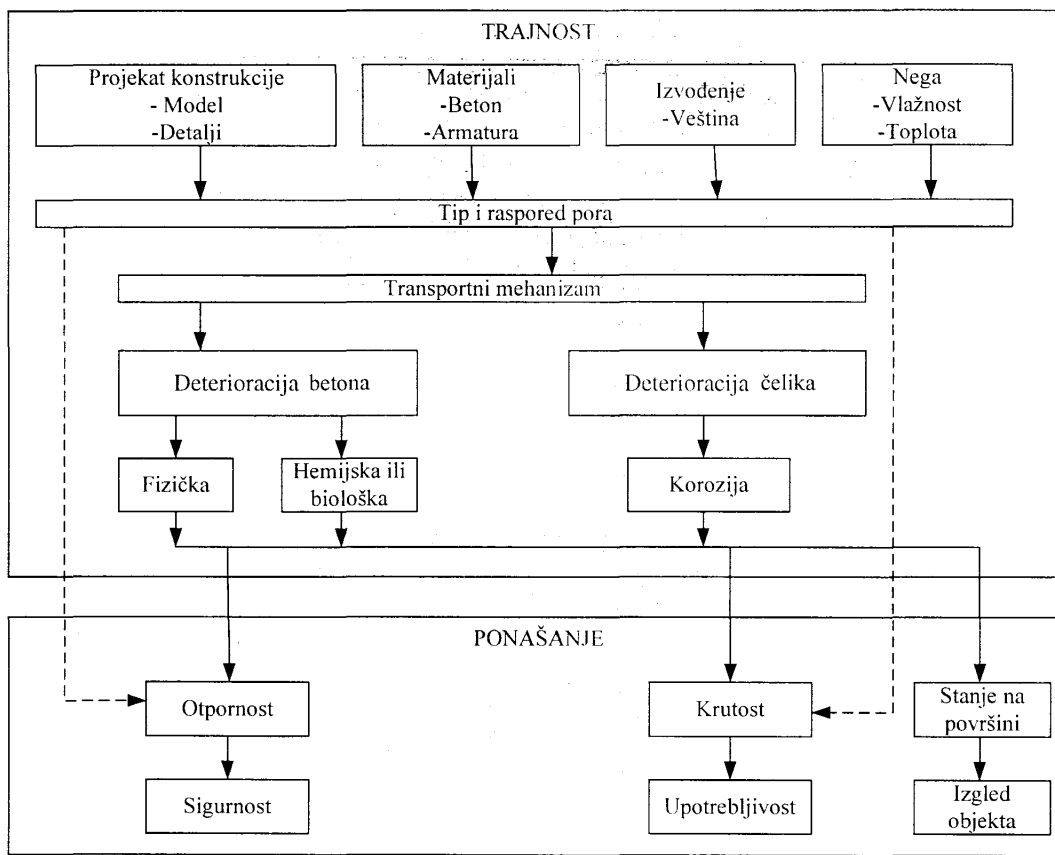 TRAJNOST
Projekat konstrukcije
- Model
-Detalji
Materijali
-Beton
-Armatura
Izvođenje
-Veština
Nega
-Vlažnost
-Toplota
Tip i raspored pora
Transportni mehanizam
Deterioracija betona
Deterioracija čelika
Fizička
Hemijska ili
biološka
Korozija
PONAŠANJE
Otpornost
Krutost
Stanje na
površini
Sigurnost
Upotrebljivost
Izgled
objekta